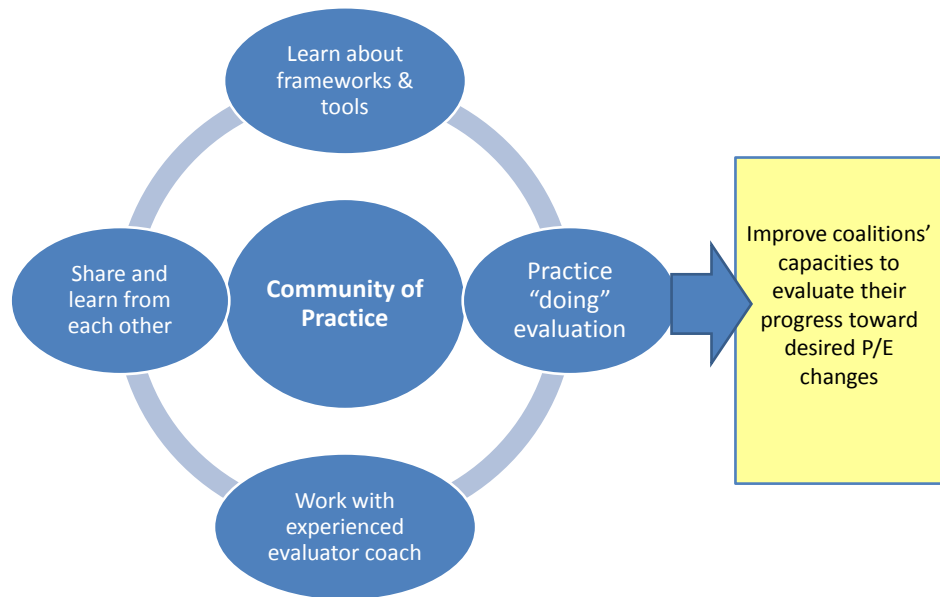 Learn about
frameworks &
tools
Share and
learn from
each other
Community of
Practice
Practice
“doing”
evaluation
Improve coalitions’
capacities to
evaluate their
progress toward
desired P/E
changes
Work with
experienced
evaluator coach